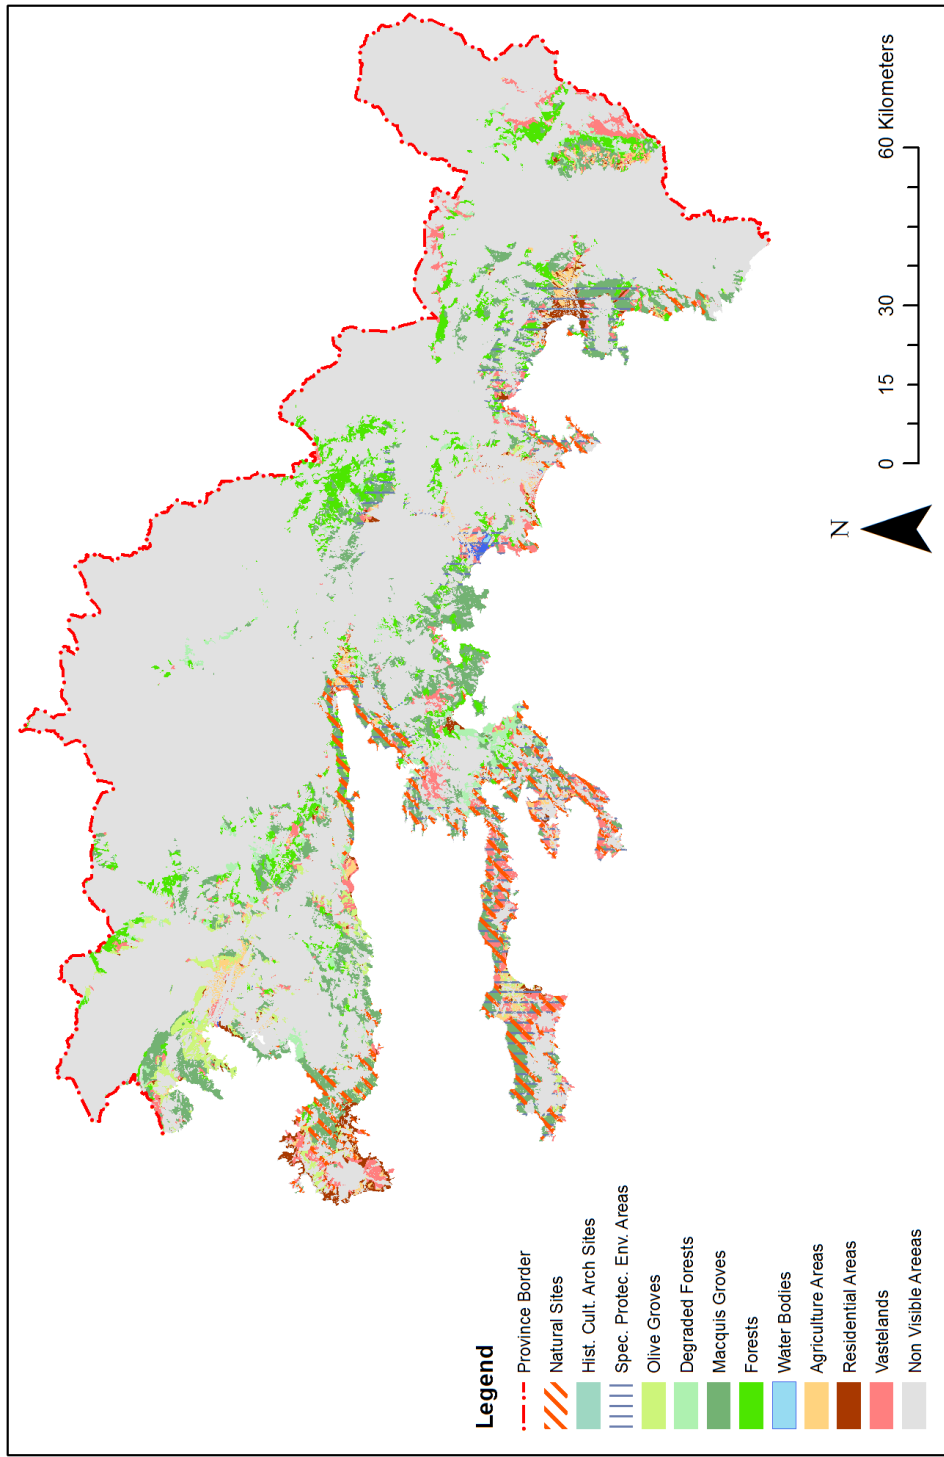 Legend
Province Border
Natural Sites
Hist. Cult. Arch Sites
Spec. Protec. Env. Areas
Olive Groves
Degraded Forests
Macquis Groves
Forests
Water Bodies
Agriculture Areas
Residential Areas
Vastelands
Non Visible Areeas
N
0 15 30 60 Kilometers